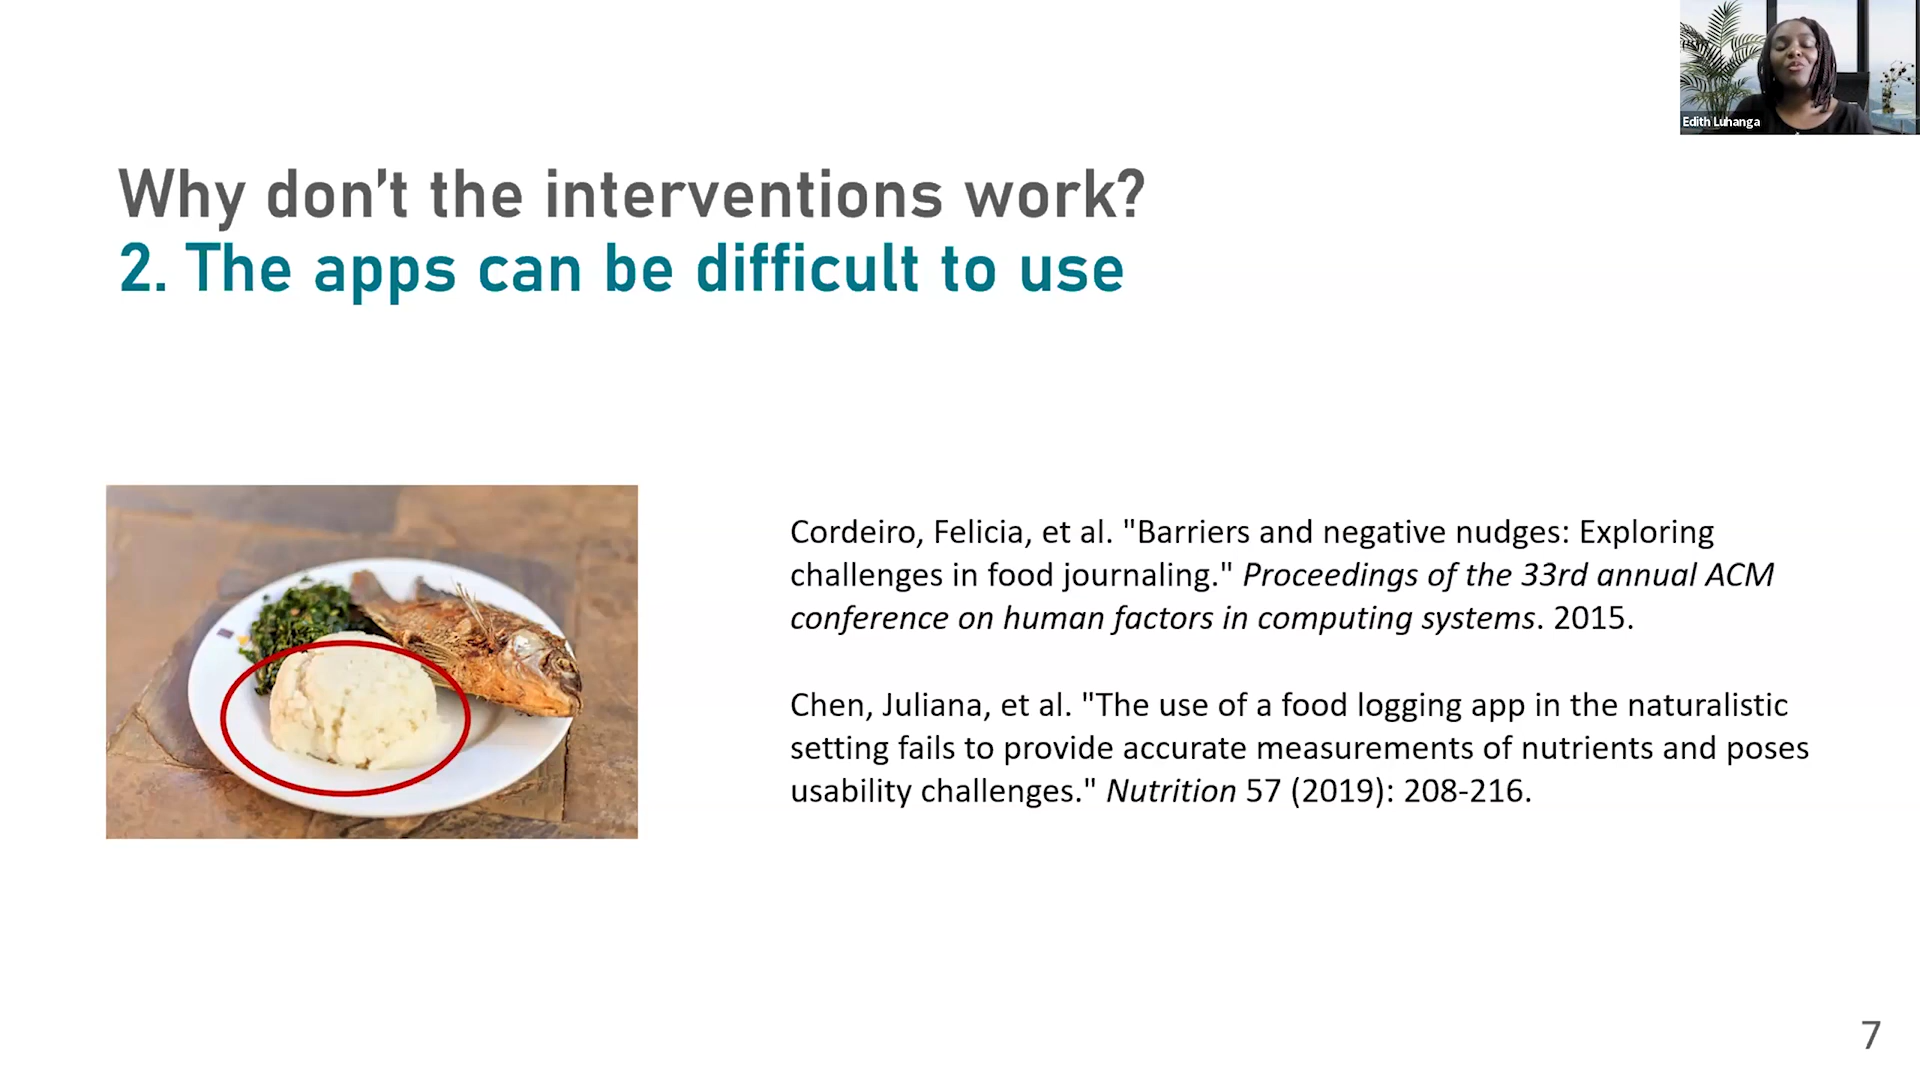 Edith Luhanga
Why don't the interventions work?
2. The apps can be difficult to use
Cordeiro, Felicia, et al. "Barriers and negative nudges: Exploring
challenges in food journaling." Proceedings of the 33rd annual ACM
conference on human factors in computing systems. 2015.
Chen, Juliana, et al. "The use of a food logging app in the naturalistic
setting fails to provide accurate measurements of nutrients and poses
usability challenges." Nutrition 57 (2019): 208-216.
7